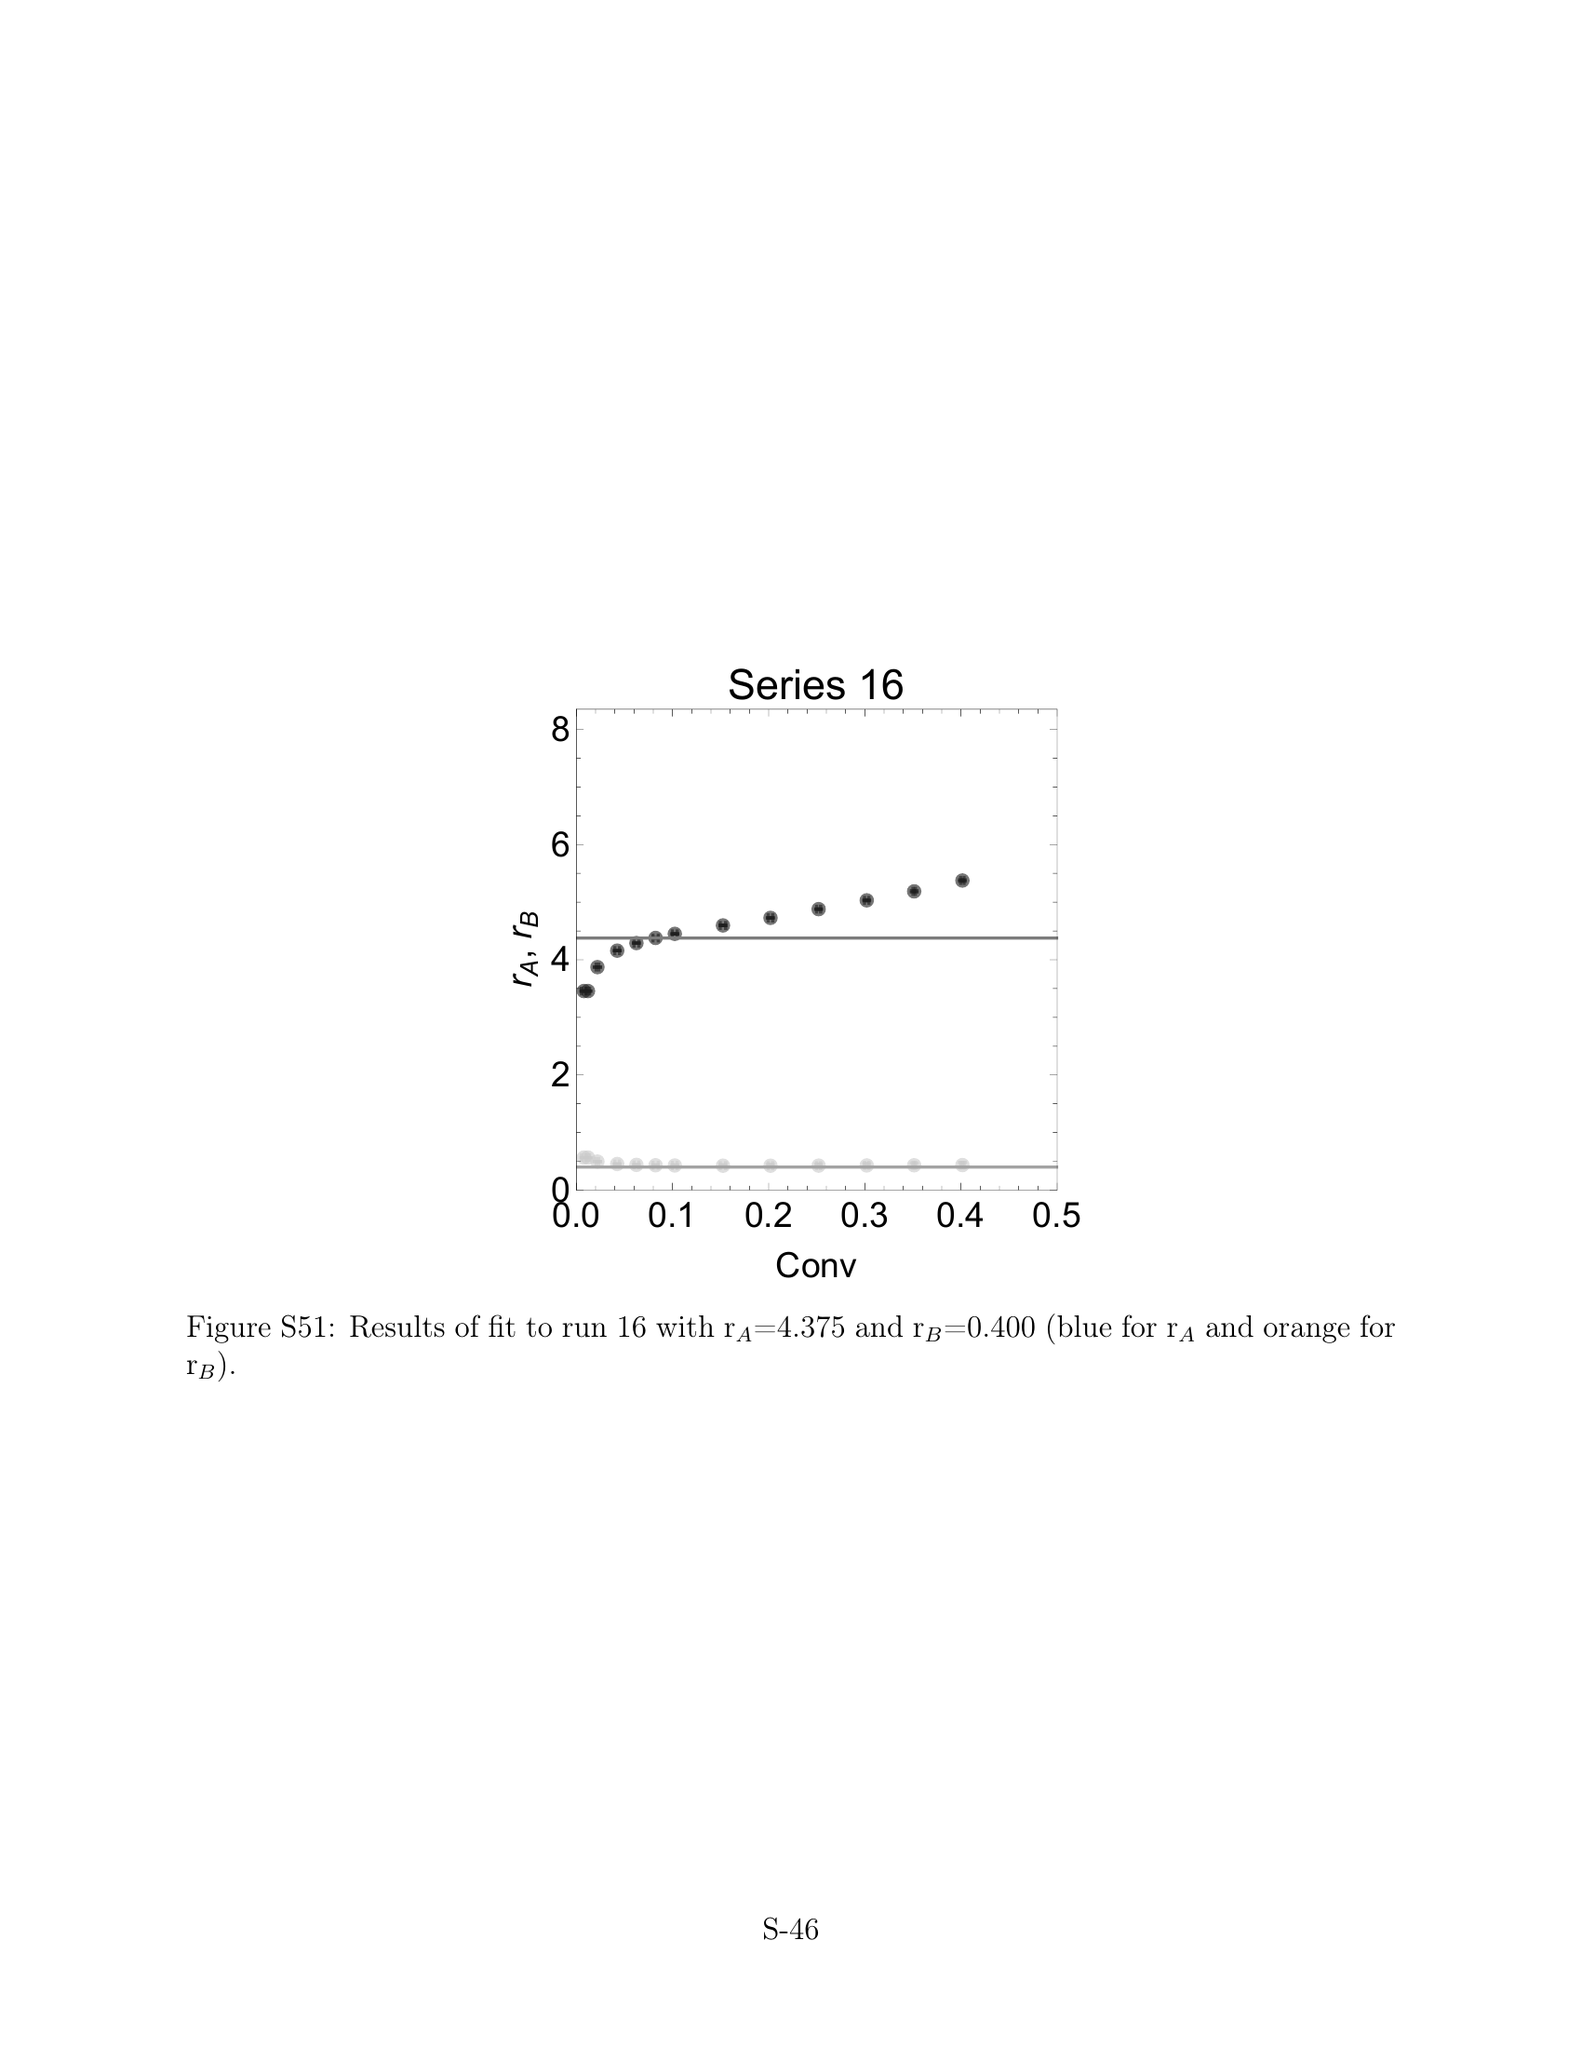 Series 16
8
6
4
2
0
r_A, r_B
0.0 0.1 0.2 0.3 0.4 0.5
Conv
Figure S51: Results of fit to run 16 with r_A=4.375 and r_B=0.400 (blue for r_A and orange for
r_B).
S-46